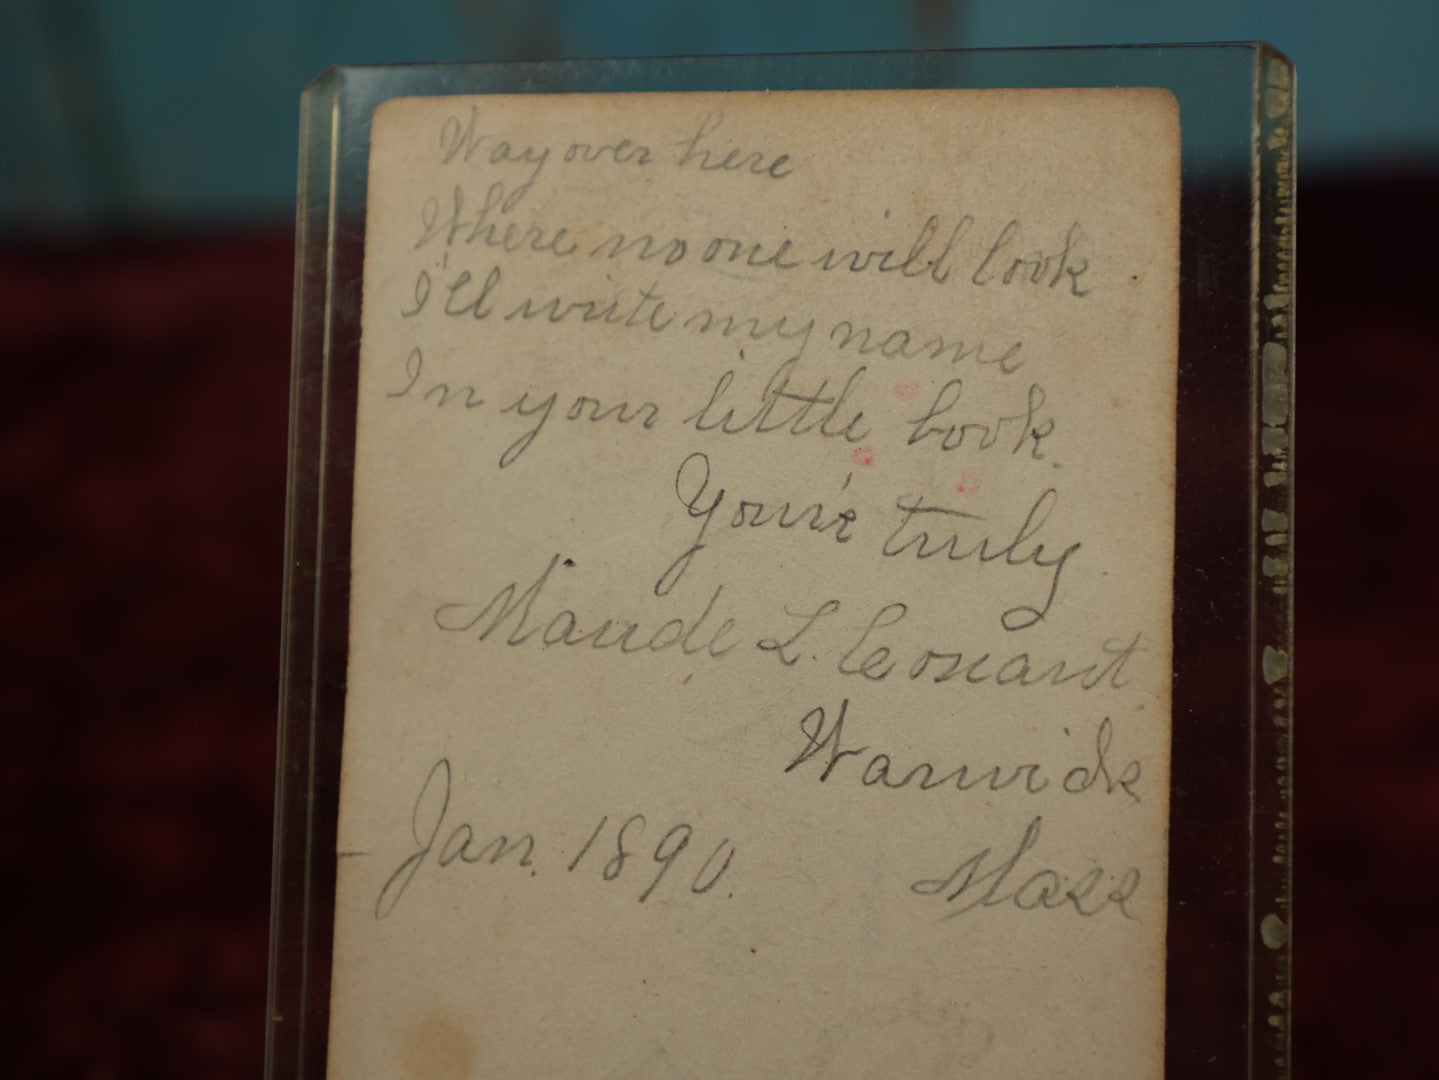 Way over here
Where no one will look
I'll write my name
In your little book.
Your's truly
Maude L. Leonard
Warwick
Jan. 1890. Mass